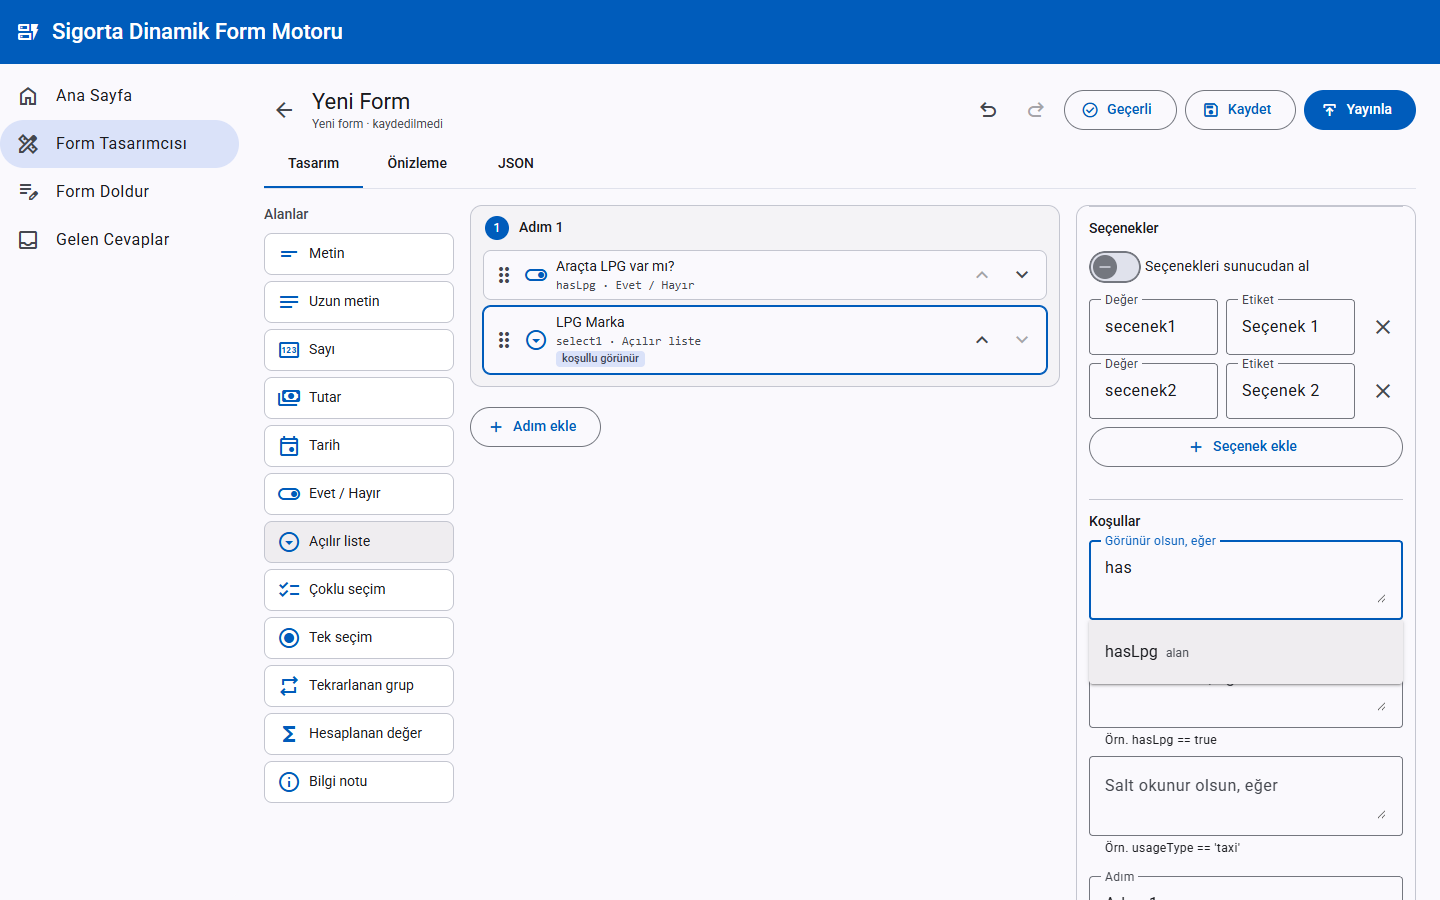 Sigorta Dinamik Form Motoru
Ana Sayfa
Form Tasarımcısı
Form Doldur
Gelen Cevaplar
Yeni Form
Yeni form · kaydedilmedi
Geçerli
Kaydet
Yayınla
Tasarım
Önizleme
JSON
Alanlar
Metin
Uzun metin
123
Sayı
Tutar
Tarih
Evet / Hayır
Açılır liste
Çoklu seçim
Tek seçim
Tekrarlanan grup
Hesaplanan değer
Bilgi notu
1
Adım 1
Araçta LPG var mı?
hasLpg · Evet / Hayır
LPG Marka
select1 · Açılır liste
koşullu görünür
Adım ekle
Seçenekler
Seçenekleri sunucudan al
Değer
secenek1
Etiket
Seçenek 1
Değer
secenek2
Etiket
Seçenek 2
Seçenek ekle
Koşullar
Görünür olsun, eğer
has
hasLpg alan
Örn. hasLpg == true
Salt okunur olsun, eğer
Örn. usageType == 'taxi'
Adım